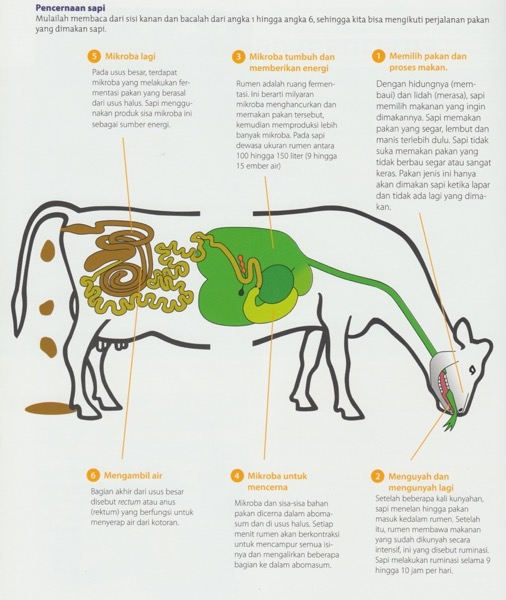 Pencernaan sapi
Mulailah membaca dari sisi kanan dan bacalah dari angka 1 hingga angka 6, sehingga kita bisa mengikuti perjalanan pakan
yang dimakan sapi.
1 Memilih pakan dan
proses makan.
Dengan hidungnya (mem-
baui) dan lidah (merasa), sapi
memilih makanan yang ingin
dimakannya. Sapi memakan
pakan yang segar, lembut dan
manis terlebih dulu. Sapi tidak
suka memakan pakan yang
tidak berbau segar atau sangat
keras. Pakan jenis ini hanya
akan dimakan sapi ketika lapar
dan tidak ada lagi yang dima-
kan.
2 Menguyah dan
mengunyah lagi
Setelah beberapa kali kunyahan,
sapi menelan hingga pakan
masuk kedalam rumen. Setelah
itu, rumen membawa makanan
yang sudah dikunyah secara
intensif, ini yang disebut ruminasi.
Sapi melakukan ruminasi selama 9
hingga 10 jam per hari.
3 Mikroba tumbuh dan
memberikan energi
Rumen adalah ruang fermen-
tasi. Ini berarti milyaran
mikroba menghancurkan dan
memakan pakan tersebut,
kemudian memproduksi lebih
banyak mikroba. Pada sapi
dewasa ukuran rumen antara
100 hingga 150 liter (9 hingga
15 ember air)
4 Mikroba untuk
mencerna
Mikroba dan sisa-sisa bahan
pakan dicerna dalam aboma-
sum dan di usus halus. Setiap
menit rumen akan berkontraksi
untuk mencampur semua isi-
nya dan mengalirkan beberapa
bagian ke dalam abomasum.
5 Mikroba lagi
Pada usus besar, terdapat
mikroba yang melakukan fer-
mentasi pakan yang berasal
dari usus halus. Sapi menggu-
nakan produk sisa mikroba ini
sebagai sumber energi.
6 Mengambil air
Bagian akhir dari usus besar
disebut rectum atau anus
(rektum) yang berfungsi untuk
menyerap air dari kotoran.